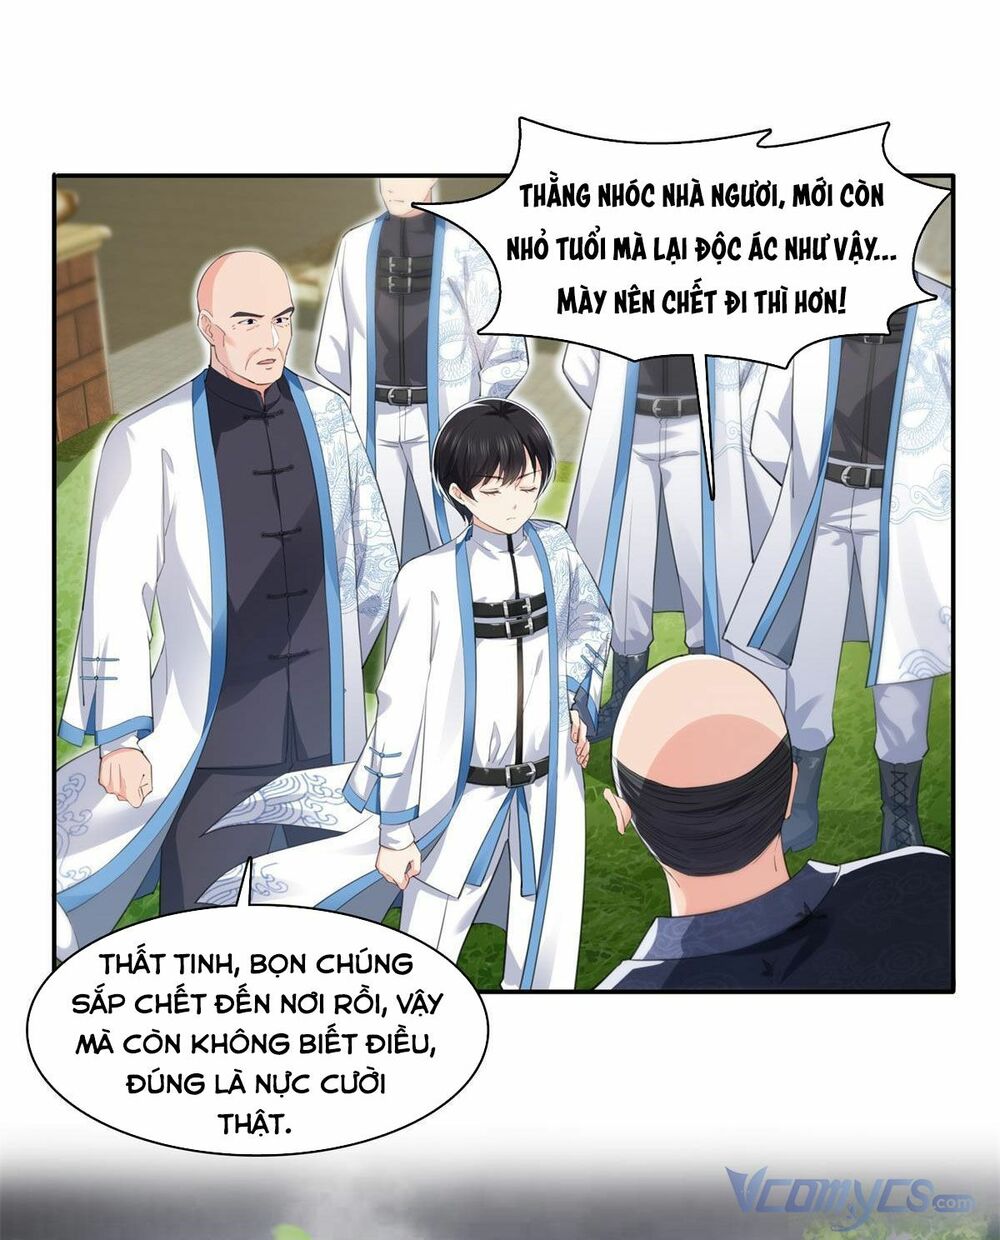 THẰNG NHÓC NHÀ NGƯƠI, MỚI CÒN
NHỎ TUỔI MÀ LẠI ĐỘC ÁC NHƯ VẬY...
MÀY NÊN CHẾT ĐI THÌ HƠN!
THẤT TINH, BỌN CHÚNG
SẮP CHẾT ĐẾN NƠI RỒI, VẬY
MÀ CÒN KHÔNG BIẾT ĐIỀU,
ĐÚNG LÀ NỰC CƯỜI
THẬT.
VCOMYCS.com